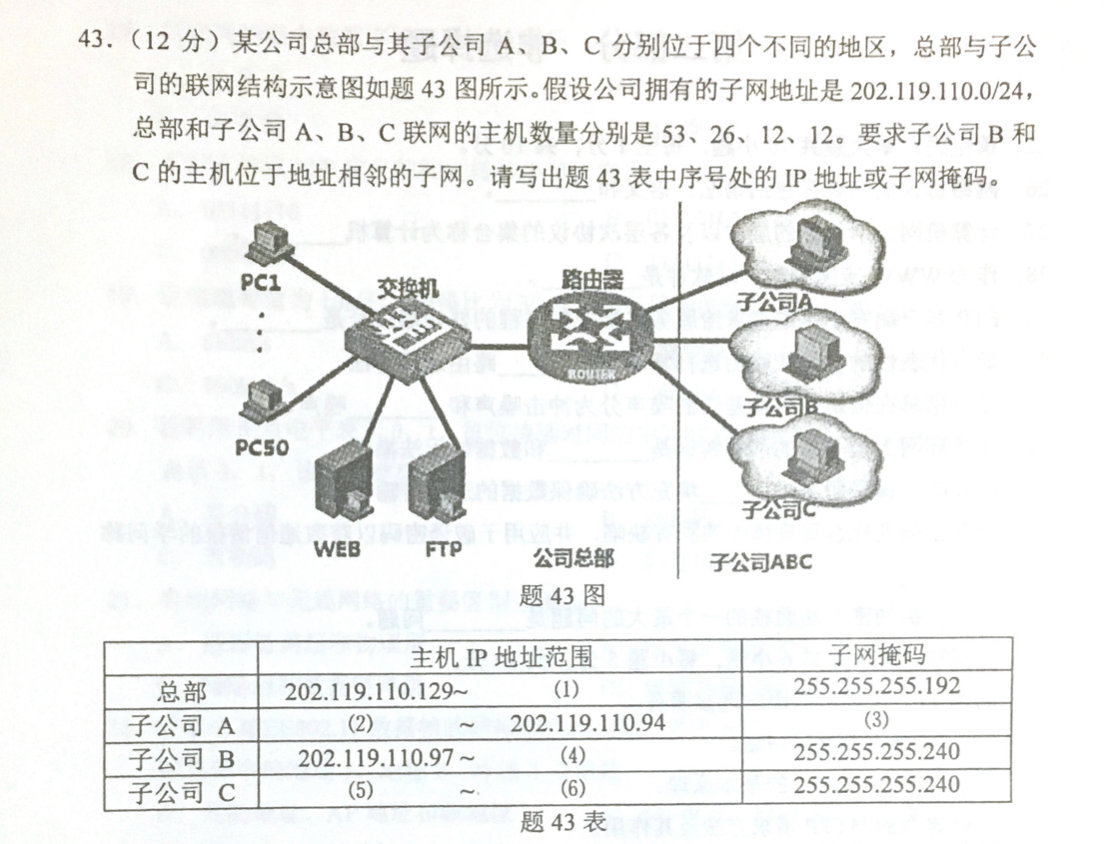 43.（12 分）某公司总部与其子公司 A、B、C 分别位于四个不同的地区，总部与子公
司的联网结构示意图如题 43 图所示。假设公司拥有的子网地址是 202.119.110.0/24，
总部和子公司 A、B、C 联网的主机数量分别是 53、26、12、12。要求子公司 B 和
C 的主机位于地址相邻的子网。请写出题 43 表中序号处的 IP 地址或子网掩码。
PC1
交换机
路由器
子公司A
ROUTER
子公司B
PC50
子公司C
WEB
FTP
公司总部
子公司ABC
题 43 图
主机 IP 地址范围 子网掩码
总部 202.119.110.129~ (1) 255.255.255.192
子公司 A (2) ~ 202.119.110.94 (3)
子公司 B 202.119.110.97 ~ (4) 255.255.255.240
子公司 C (5) ~ (6) 255.255.255.240
题 43 表